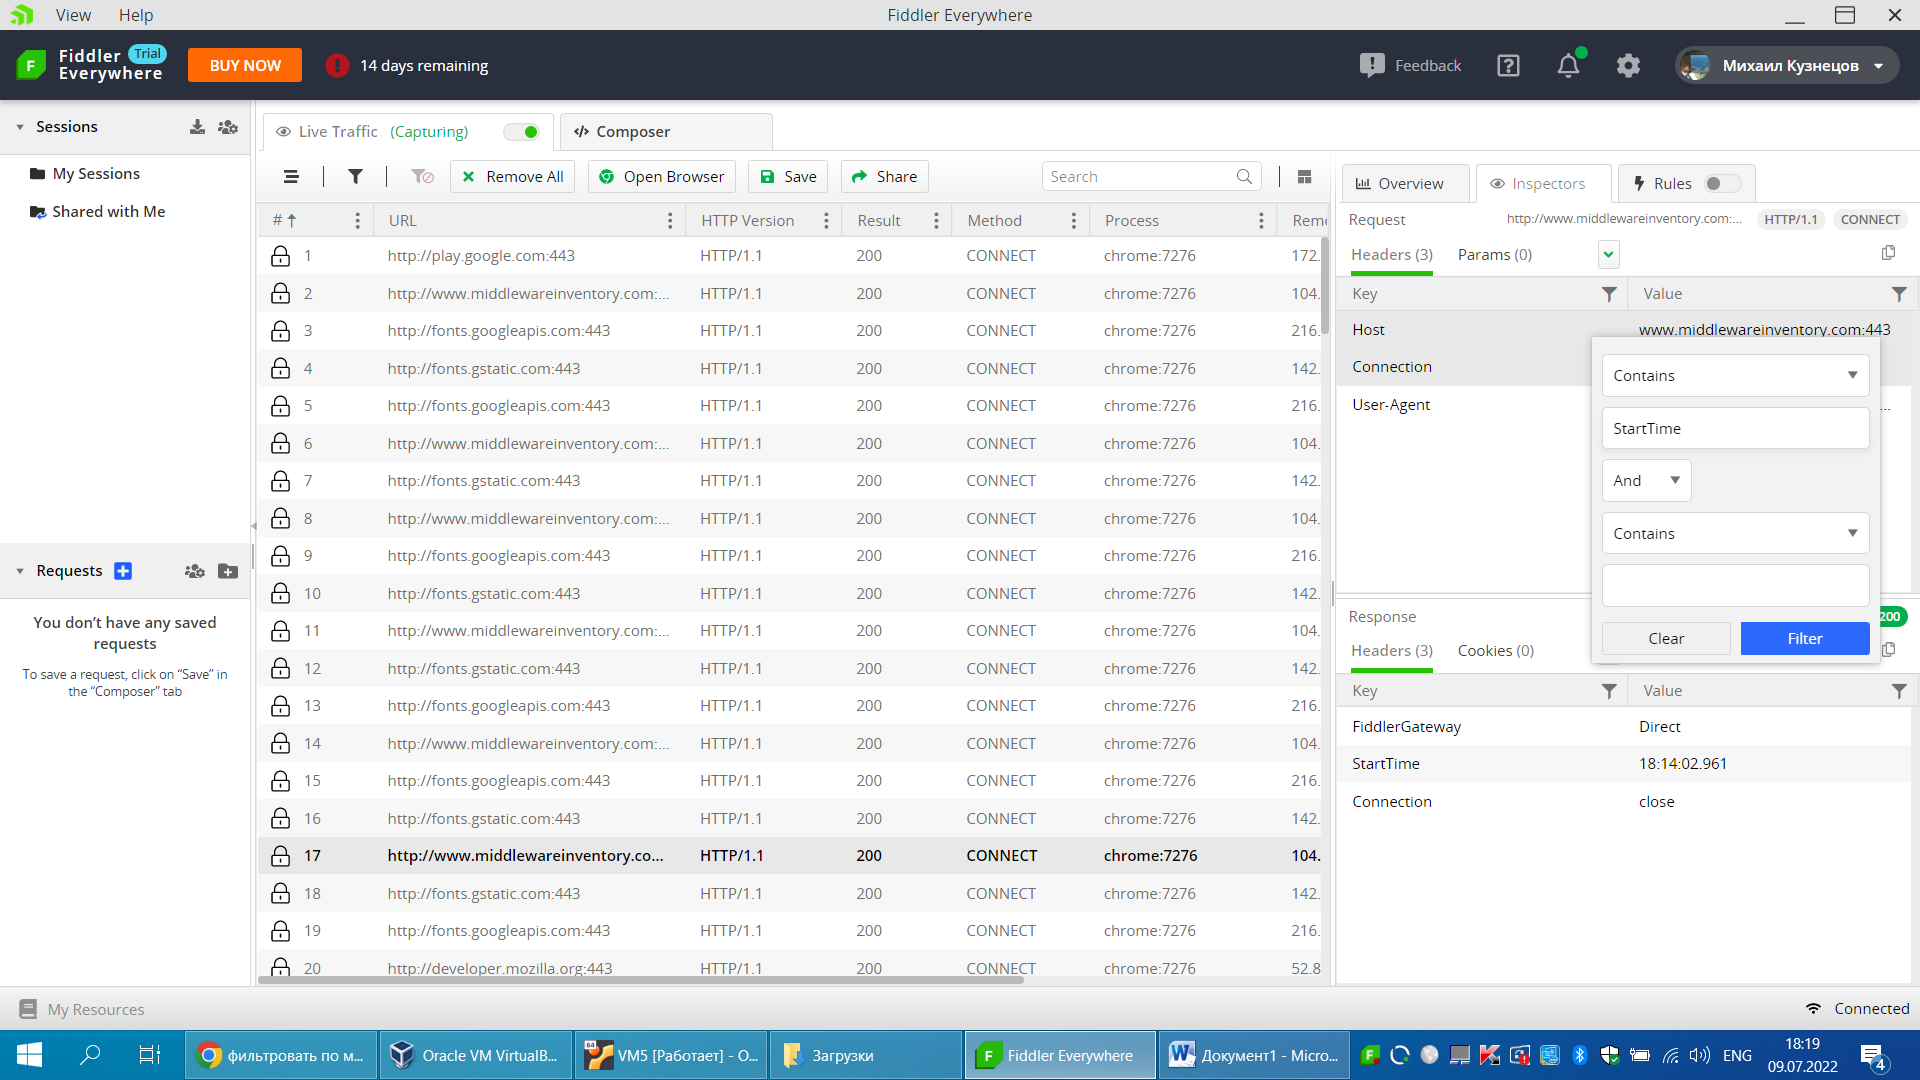 View Help
Fiddler Everywhere
Fiddler Everywhere Trial
BUY NOW
14 days remaining
Feedback
Михаил Кузнецов
Sessions
My Sessions
Shared with Me
Requests
You don’t have any saved
requests
To save a request, click on “Save” in
the “Composer” tab
Live Traffic (Capturing)
Composer
Remove All
Open Browser
Save
Share
Search
# URL HTTP Version Result Method Process Remo
1 http://play.google.com:443 HTTP/1.1 200 CONNECT chrome:7276 172.
2 http://www.middlewareinventory.com:... HTTP/1.1 200 CONNECT chrome:7276 104.
3 http://fonts.googleapis.com:443 HTTP/1.1 200 CONNECT chrome:7276 216.
4 http://fonts.gstatic.com:443 HTTP/1.1 200 CONNECT chrome:7276 142.
5 http://fonts.googleapis.com:443 HTTP/1.1 200 CONNECT chrome:7276 216.
6 http://www.middlewareinventory.com:... HTTP/1.1 200 CONNECT chrome:7276 104.
7 http://fonts.gstatic.com:443 HTTP/1.1 200 CONNECT chrome:7276 142.
8 http://www.middlewareinventory.com:... HTTP/1.1 200 CONNECT chrome:7276 104.
9 http://fonts.googleapis.com:443 HTTP/1.1 200 CONNECT chrome:7276 216.
10 http://fonts.gstatic.com:443 HTTP/1.1 200 CONNECT chrome:7276 142.
11 http://www.middlewareinventory.com:... HTTP/1.1 200 CONNECT chrome:7276 104.
12 http://fonts.gstatic.com:443 HTTP/1.1 200 CONNECT chrome:7276 142.
13 http://fonts.googleapis.com:443 HTTP/1.1 200 CONNECT chrome:7276 216.
14 http://www.middlewareinventory.com:... HTTP/1.1 200 CONNECT chrome:7276 104.
15 http://fonts.googleapis.com:443 HTTP/1.1 200 CONNECT chrome:7276 216.
16 http://fonts.gstatic.com:443 HTTP/1.1 200 CONNECT chrome:7276 142.
17 http://www.middlewareinventory.co... HTTP/1.1 200 CONNECT chrome:7276 104.
18 http://fonts.gstatic.com:443 HTTP/1.1 200 CONNECT chrome:7276 142.
19 http://fonts.googleapis.com:443 HTTP/1.1 200 CONNECT chrome:7276 216.
20 http://developer.mozilla.org:443 HTTP/1.1 200 CONNECT chrome:7276 52.8
Overview
Inspectors
Rules
Request http://www.middlewareinventory.com:... HTTP/1.1 CONNECT
Headers (3) Params (0)
Key Value
Host www.middlewareinventory.com:443
Connection
User-Agent ...
Contains
StartTime
And
Contains
Clear Filter
Response 200
Headers (3) Cookies (0)
Key Value
FiddlerGateway Direct
StartTime 18:14:02.961
Connection close
My Resources
Connected
фильтровать по м...
Oracle VM VirtualB...
VM5 [Работает] - O...
Загрузки
Fiddler Everywhere
Документ1 - Micro...
ENG
18:19
09.07.2022
4